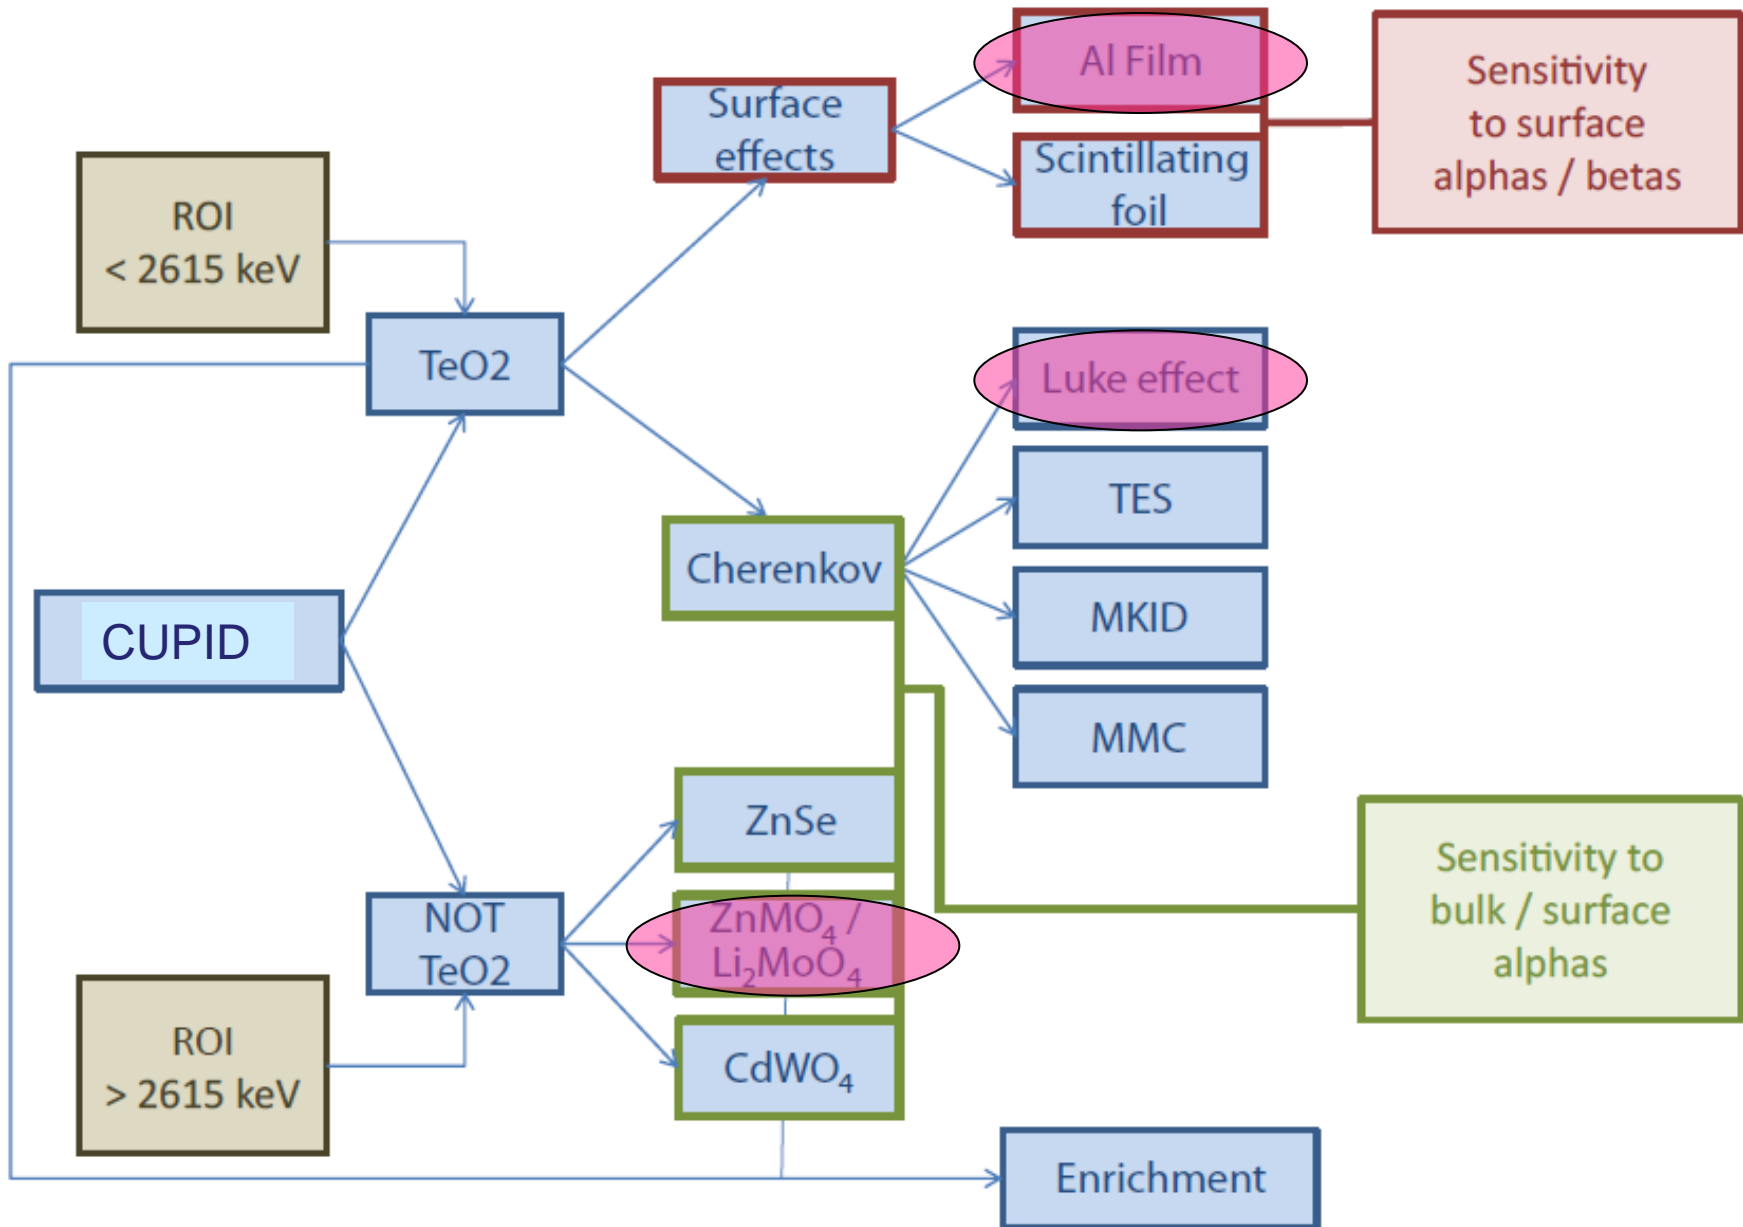 Al Film
Surface
effects
Scintillating
foil
Sensitivity
to surface
alphas / betas
ROI
< 2615 keV
TeO2
Luke effect
TES
Cherenkov
MKID
CUPID
MMC
ZnSe
NOT
TeO2
ZnMO₄ /
Li₂MoO₄
CdWO₄
Sensitivity to
bulk / surface
alphas
ROI
> 2615 keV
Enrichment